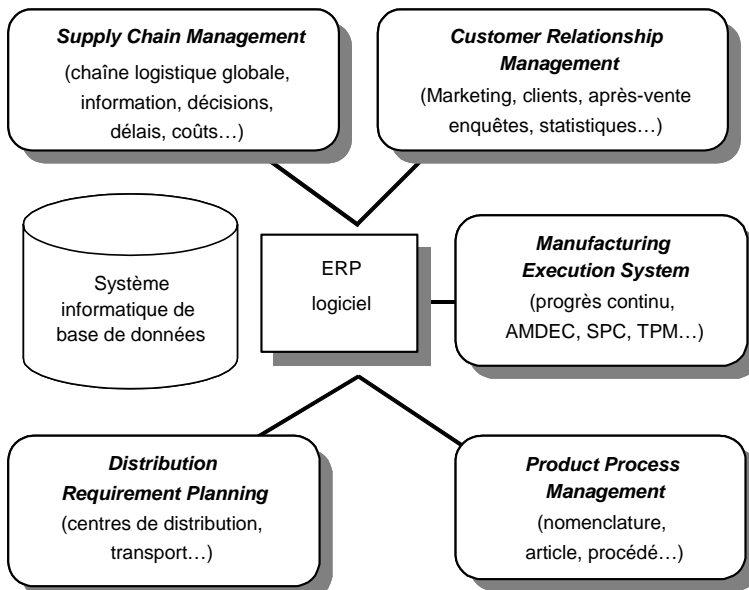 Supply Chain Management
(chaîne logistique globale,
information, décisions,
délais, coûts…)
Customer Relationship
Management
(Marketing, clients, après-vente
enquêtes, statistiques…)
Système
informatique de
base de données
ERP
logiciel
Manufacturing
Execution System
(progrès continu,
AMDEC, SPC, TPM…)
Distribution
Requirement Planning
(centres de distribution,
transport…)
Product Process
Management
(nomenclature,
article, procédé…)